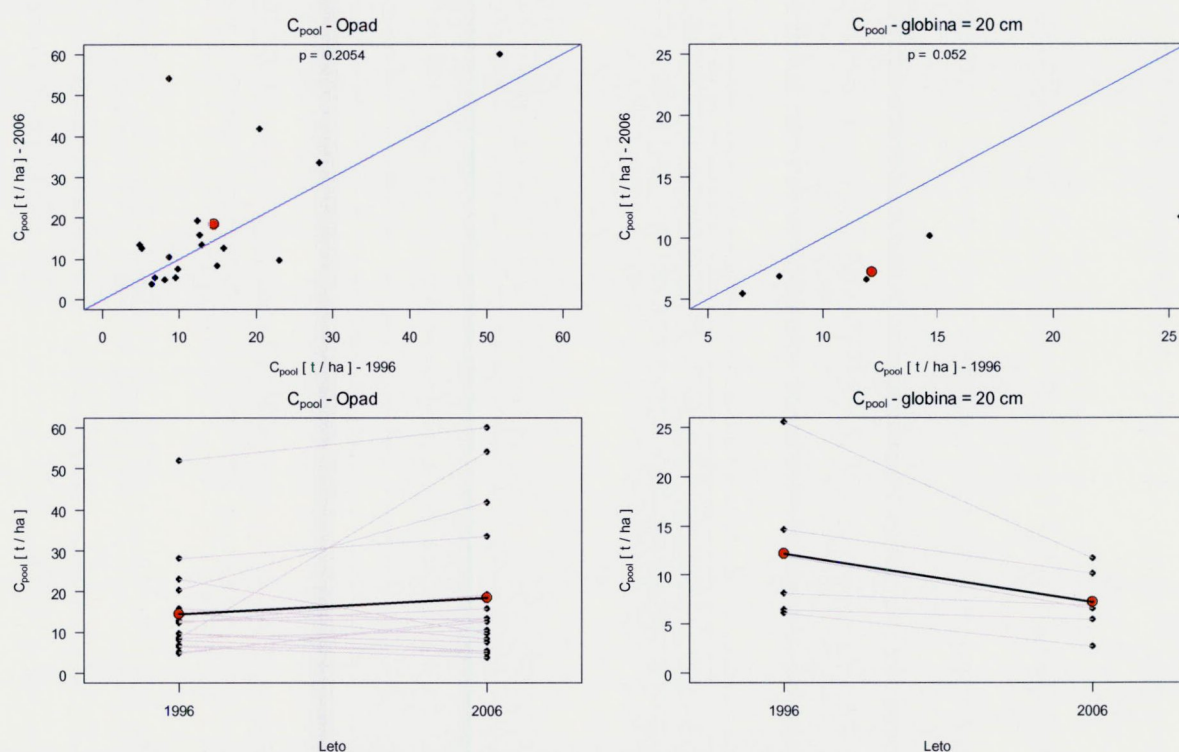 C_pool - Opad
p = 0.2054
60
50
40
30
20
10
0
C_pool [ t / ha ] - 2006
0 10 20 30 40 50 60
C_pool [ t / ha ] - 1996
C_pool - globina = 20 cm
p = 0.052
25
20
15
10
5
C_pool [ t / ha ] - 2006
5 10 15 20 25
C_pool [ t / ha ] - 1996
C_pool - Opad
60
50
40
30
20
10
0
C_pool [ t / ha ]
1996 2006
Leto
C_pool - globina = 20 cm
25
20
15
10
5
0
C_pool [ t / ha ]
1996 2006
Leto